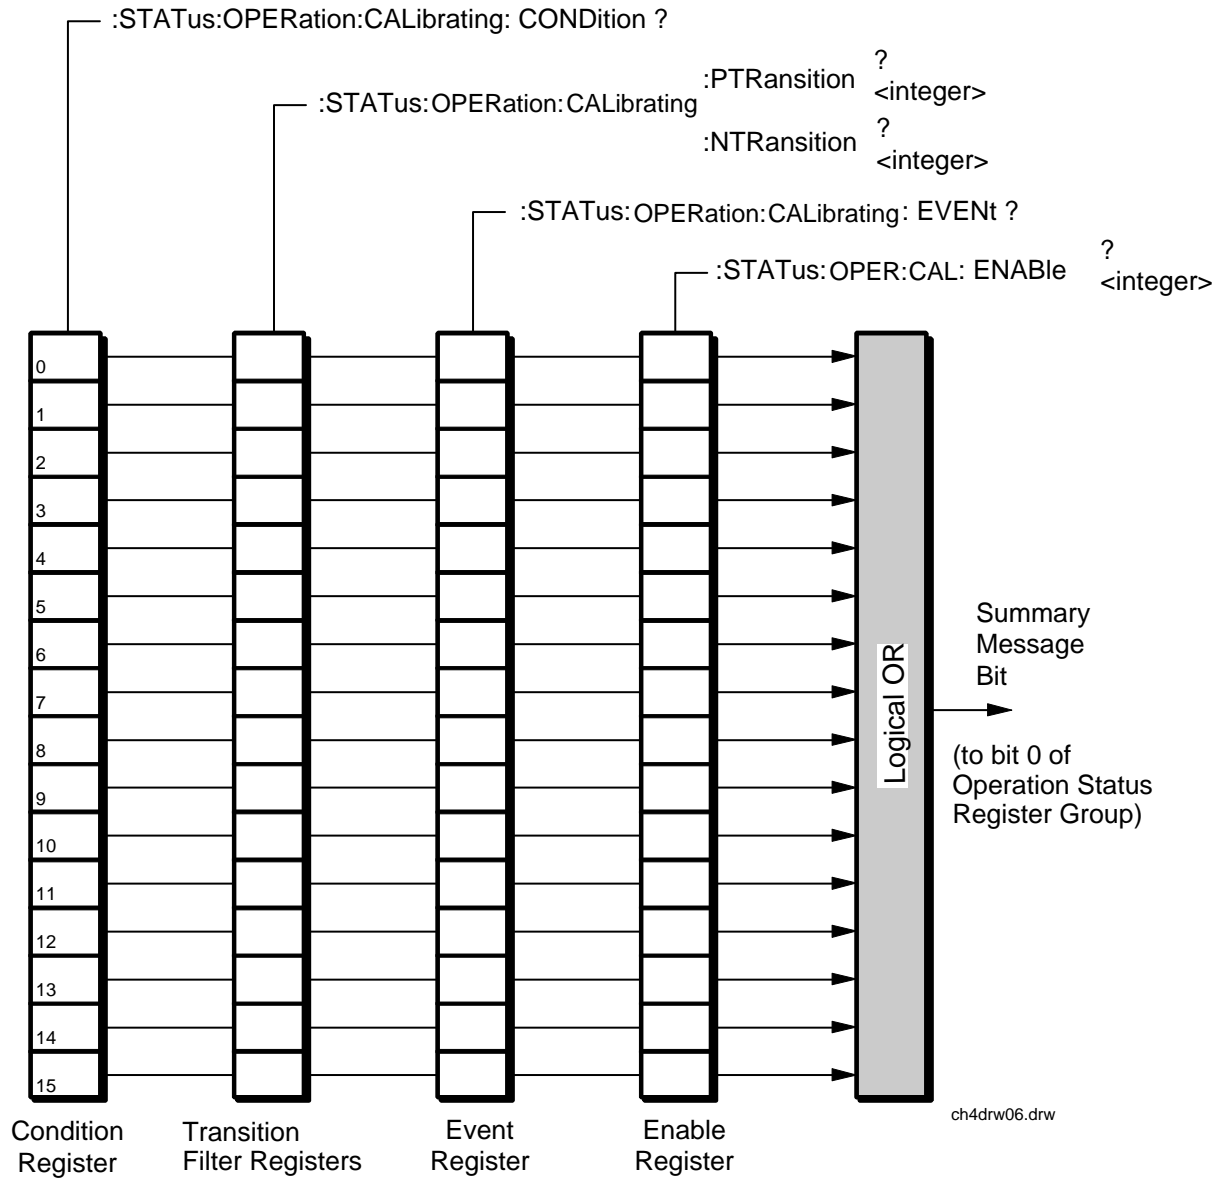 :STATus:OPERation:CALibrating: CONDition ?
:STATus:OPERation:CALibrating
:PTRansition
?
<integer>
:NTRansition
?
<integer>
:STATus:OPERation:CALibrating: EVENt ?
:STATus:OPER:CAL: ENABle
?
<integer>
0
1
2
3
4
5
6
7
8
9
10
11
12
13
14
15
Logical OR
Summary
Message
Bit
(to bit 0 of
Operation Status
Register Group)
ch4drw06.drw
Condition
Register
Transition
Filter Registers
Event
Register
Enable
Register